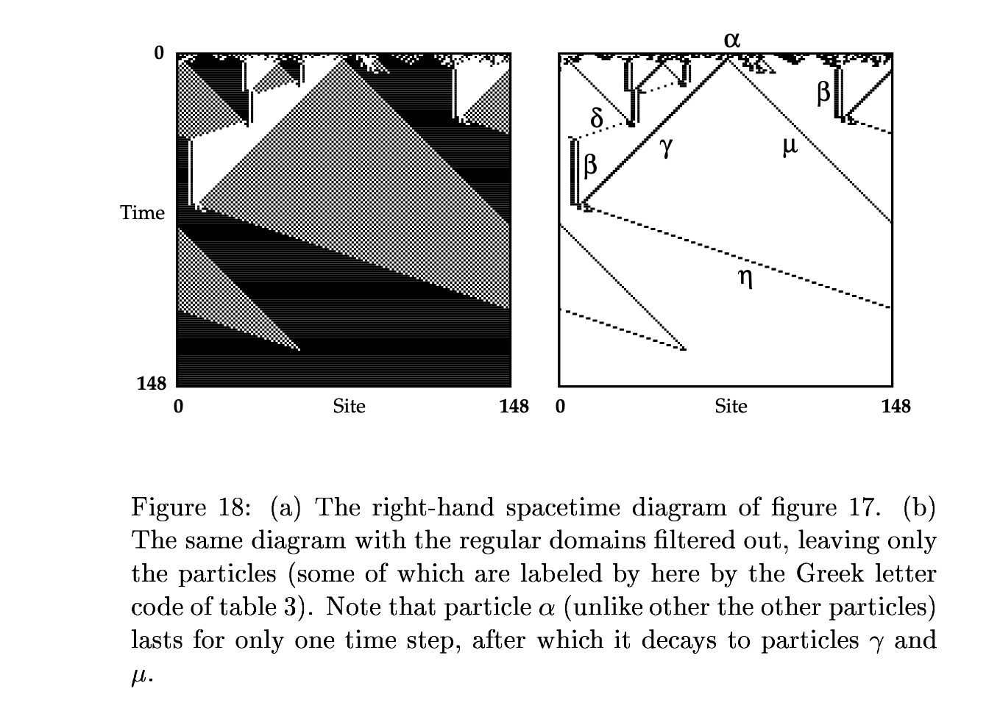 α
0
β
δ
γ
μ
β
Time
η
148
0 Site 148 0 Site 148
Figure 18: (a) The right-hand spacetime diagram of figure 17. (b)
The same diagram with the regular domains filtered out, leaving only
the particles (some of which are labeled by here by the Greek letter
code of table 3). Note that particle α (unlike other the other particles)
lasts for only one time step, after which it decays to particles γ and
μ.